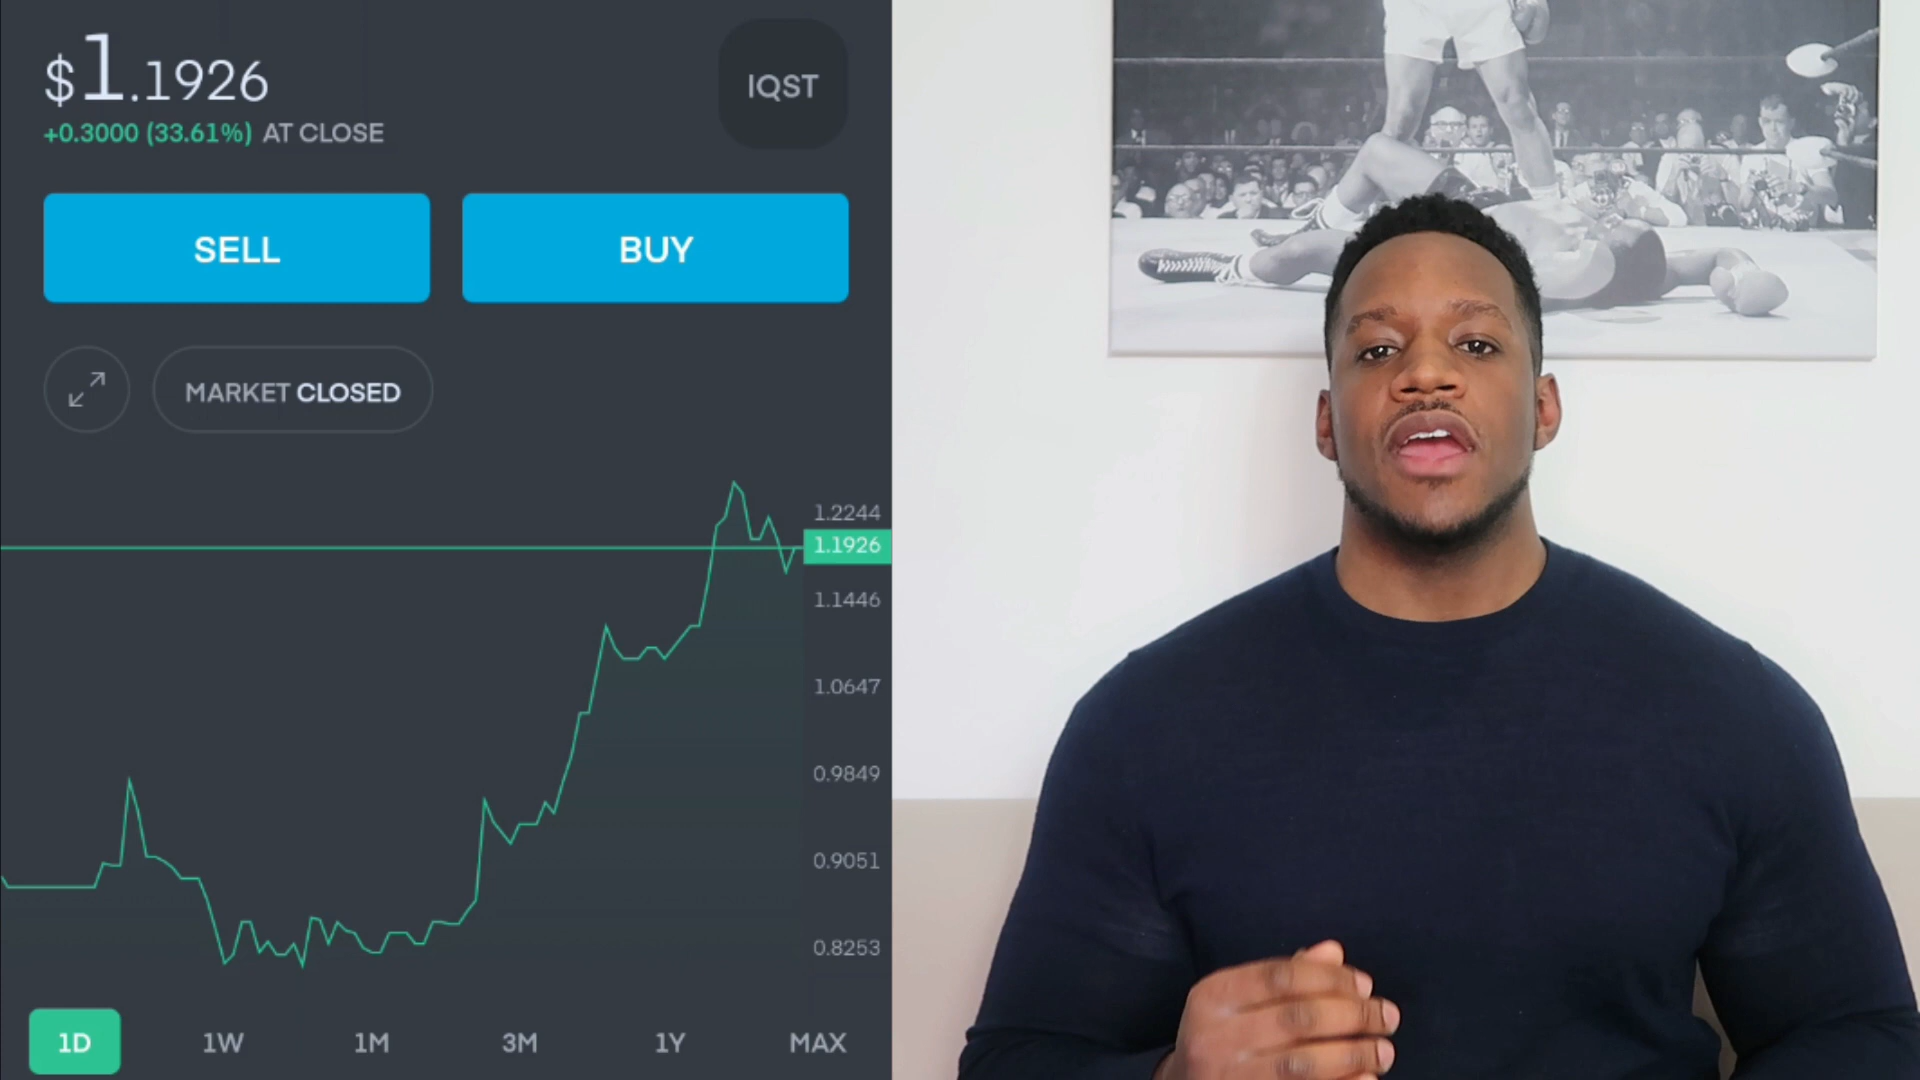 $1.1926
IQST
+0.3000 (33.61%) AT CLOSE
SELL
BUY
MARKET CLOSED
1.2244
1.1926
1.1446
1.0647
0.9849
0.9051
0.8253
1D
1W
1M
3M
1Y
MAX